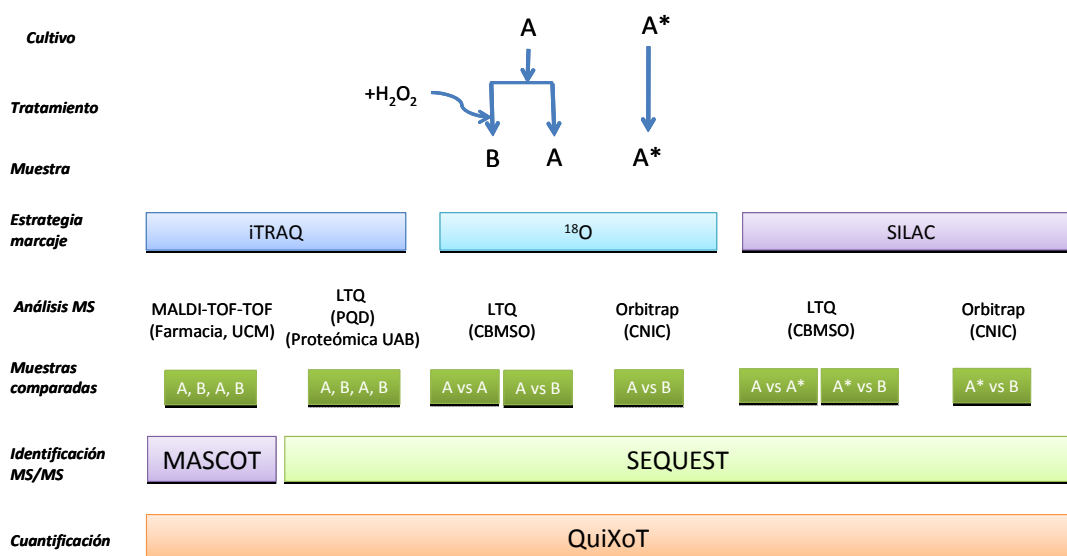 Cultivo
A
A*
Tratamiento
+H₂O₂
Muestra
B
A
A*
Estrategia
marcaje
iTRAQ
¹⁸O
SILAC
Análisis MS
MALDI-TOF-TOF
(Farmacia, UCM)
LTQ
(PQD)
(Proteómica UAB)
LTQ
(CBMSO)
Orbitrap
(CNIC)
LTQ
(CBMSO)
Orbitrap
(CNIC)
Muestras
comparadas
A, B, A, B
A, B, A, B
A vs A
A vs B
A vs B
A vs A*
A* vs B
A* vs B
Identificación
MS/MS
MASCOT
SEQUEST
Cuantificación
QuiXoT